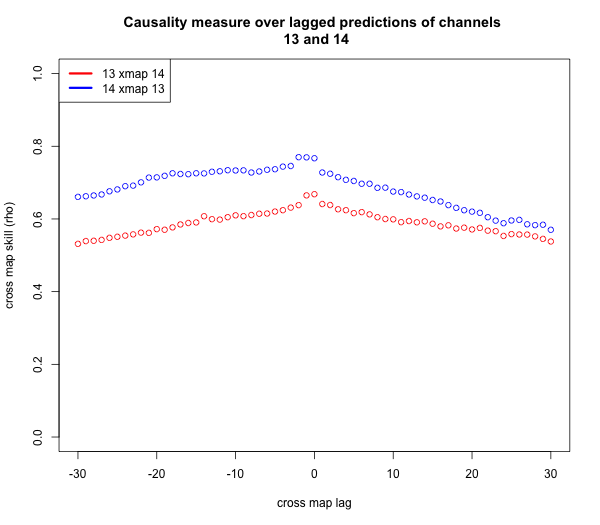 Causality measure over lagged predictions of channels
13 and 14
13 xmap 14
14 xmap 13
cross map skill (rho)
1.0
0.8
0.6
0.4
0.2
0.0
-30 -20 -10 0 10 20 30
cross map lag